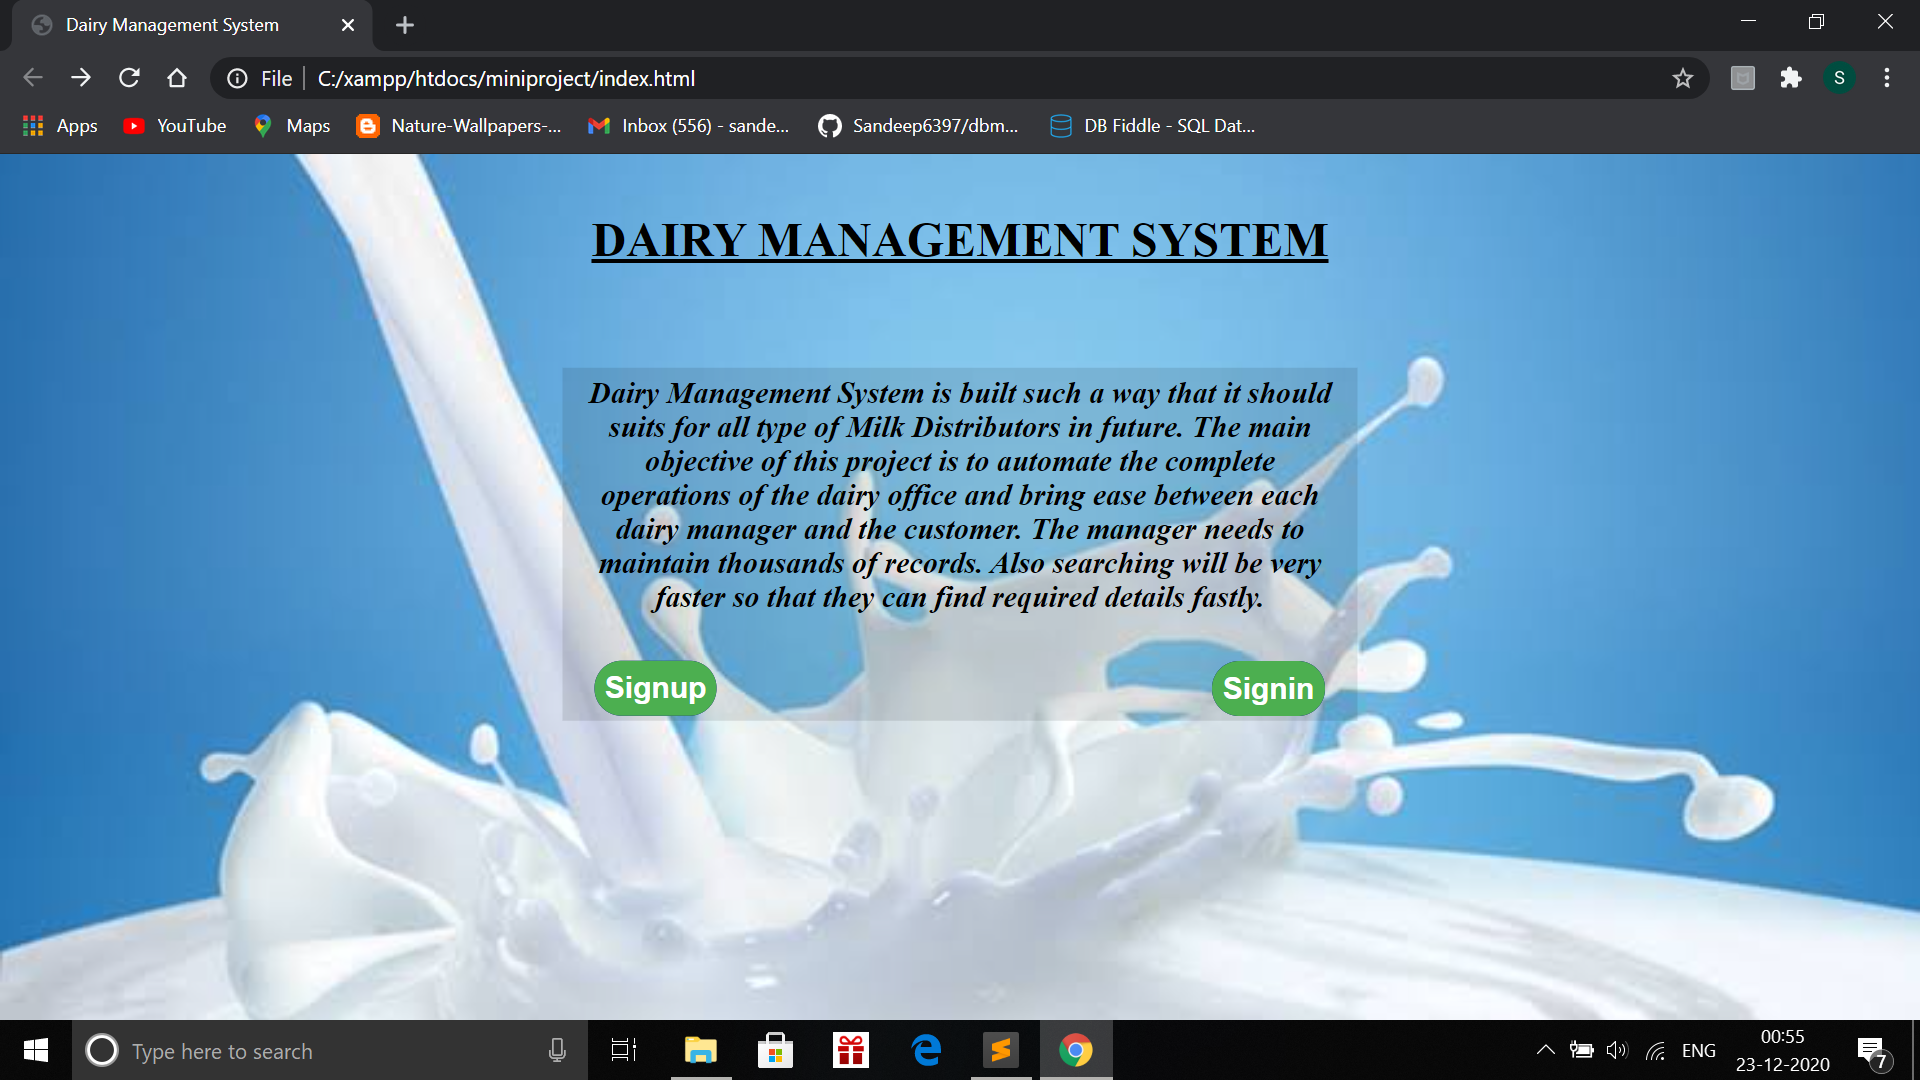 Dairy Management System
File
C:/xampp/htdocs/miniproject/index.html
S
Apps
YouTube
Maps
Nature-Wallpapers-...
Inbox (556) - sande...
Sandeep6397/dbm...
DB Fiddle - SQL Dat...
DAIRY MANAGEMENT SYSTEM
Dairy Management System is built such a way that it should
suits for all type of Milk Distributors in future. The main
objective of this project is to automate the complete
operations of the dairy office and bring ease between each
dairy manager and the customer. The manager needs to
maintain thousands of records. Also searching will be very
faster so that they can find required details fastly.
Signup
Signin
Type here to search
ENG
00:55
23-12-2020
7